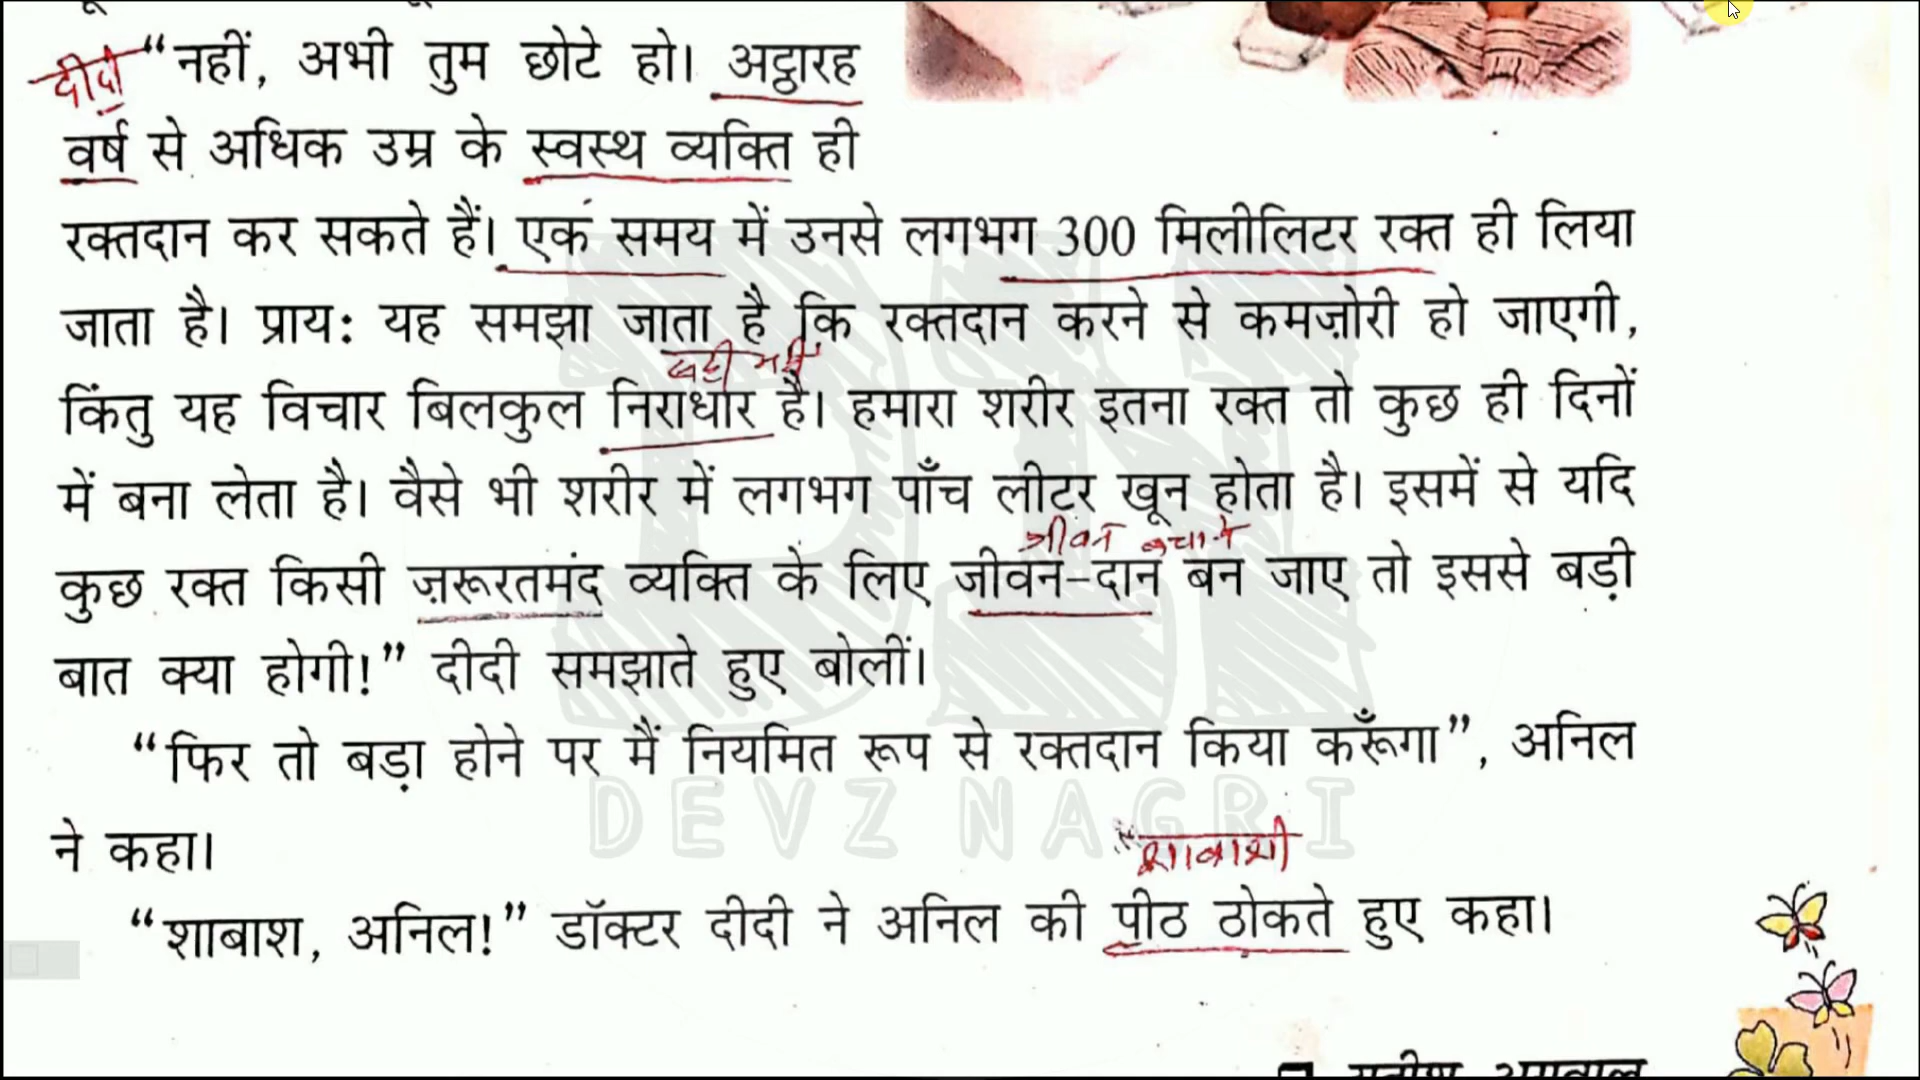 “नहीं, अभी तुम छोटे हो। अट्ठारह
दीदी
वर्ष से अधिक उम्र के स्वस्थ व्यक्ति ही
रक्तदान कर सकते हैं। एक समय में उनसे लगभग 300 मिलीलिटर रक्त ही लिया
जाता है। प्राय: यह समझा जाता है कि रक्तदान करने से कमज़ोरी हो जाएगी,
किंतु यह विचार बिलकुल निराधार है। हमारा शरीर इतना रक्त तो कुछ ही दिनों
में बना लेता है। वैसे भी शरीर में लगभग पाँच लीटर खून होता है। इसमें से यदि
जीवन बचाने
कुछ रक्त किसी ज़रूरतमंद व्यक्ति के लिए जीवन-दान बन जाए तो इससे बड़ी
बात क्या होगी!” दीदी समझाते हुए बोलीं।
“फिर तो बड़ा होने पर मैं नियमित रूप से रक्तदान किया करूँगा”, अनिल
DEVZ NAGRI
ने कहा।
शाबाशी
“शाबाश, अनिल!” डॉक्टर दीदी ने अनिल की पीठ ठोकते हुए कहा।